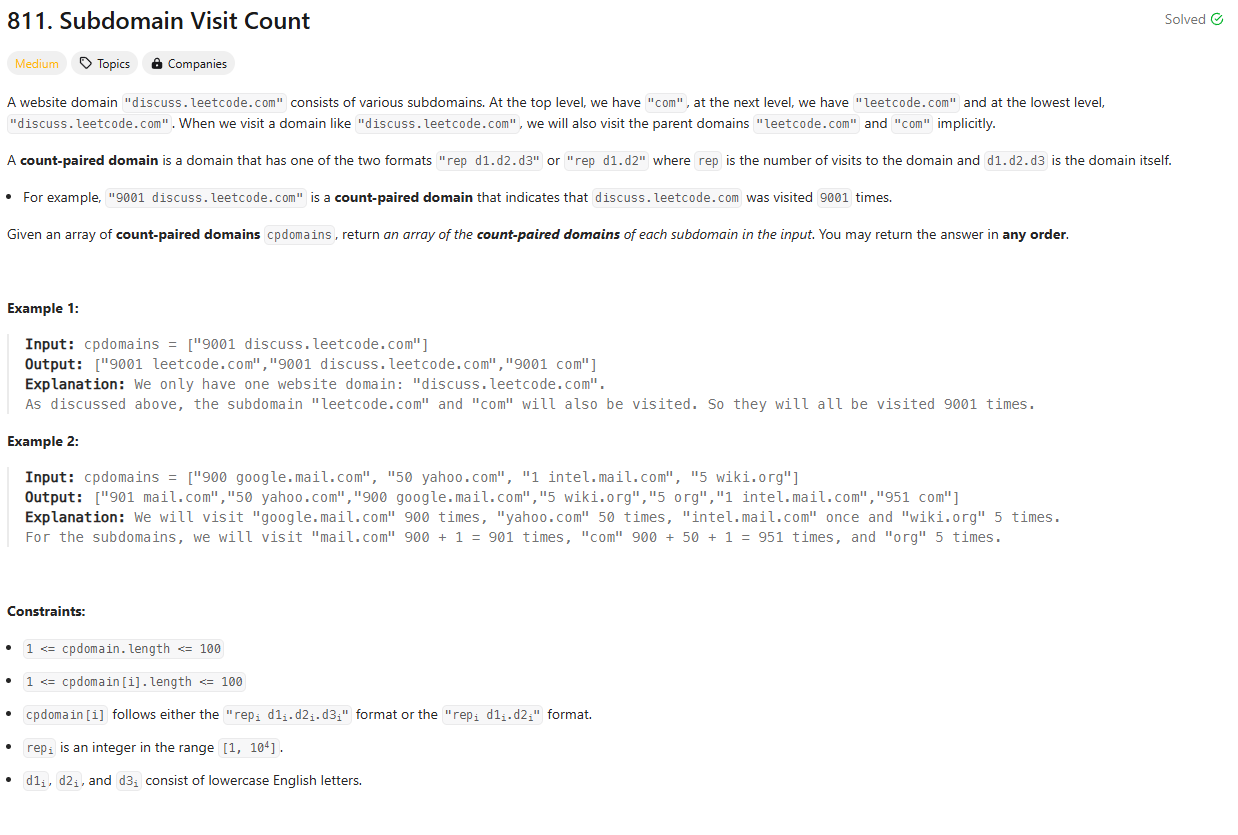 811. Subdomain Visit Count
Solved
Medium Topics Companies
A website domain "discuss.leetcode.com" consists of various subdomains. At the top level, we have "com", at the next level, we have "leetcode.com" and at the lowest level,
"discuss.leetcode.com". When we visit a domain like "discuss.leetcode.com", we will also visit the parent domains "leetcode.com" and "com" implicitly.
A count-paired domain is a domain that has one of the two formats "rep d1.d2.d3" or "rep d1.d2" where rep is the number of visits to the domain and d1.d2.d3 is the domain itself.
• For example, "9001 discuss.leetcode.com" is a count-paired domain that indicates that discuss.leetcode.com was visited 9001 times.
Given an array of count-paired domains cpdomains, return an array of the count-paired domains of each subdomain in the input. You may return the answer in any order.
Example 1:
Input: cpdomains = ["9001 discuss.leetcode.com"]
Output: ["9001 leetcode.com","9001 discuss.leetcode.com","9001 com"]
Explanation: We only have one website domain: "discuss.leetcode.com".
As discussed above, the subdomain "leetcode.com" and "com" will also be visited. So they will all be visited 9001 times.
Example 2:
Input: cpdomains = ["900 google.mail.com", "50 yahoo.com", "1 intel.mail.com", "5 wiki.org"]
Output: ["901 mail.com","50 yahoo.com","900 google.mail.com","5 wiki.org","5 org","1 intel.mail.com","951 com"]
Explanation: We will visit "google.mail.com" 900 times, "yahoo.com" 50 times, "intel.mail.com" once and "wiki.org" 5 times.
For the subdomains, we will visit "mail.com" 900 + 1 = 901 times, "com" 900 + 50 + 1 = 951 times, and "org" 5 times.
Constraints:
• 1 <= cpdomain.length <= 100
• 1 <= cpdomain[i].length <= 100
• cpdomain[i] follows either the "repᵢ d1ᵢ.d2ᵢ.d3ᵢ" format or the "repᵢ d1ᵢ.d2ᵢ" format.
• repᵢ is an integer in the range [1, 10⁴].
• d1ᵢ, d2ᵢ, and d3ᵢ consist of lowercase English letters.